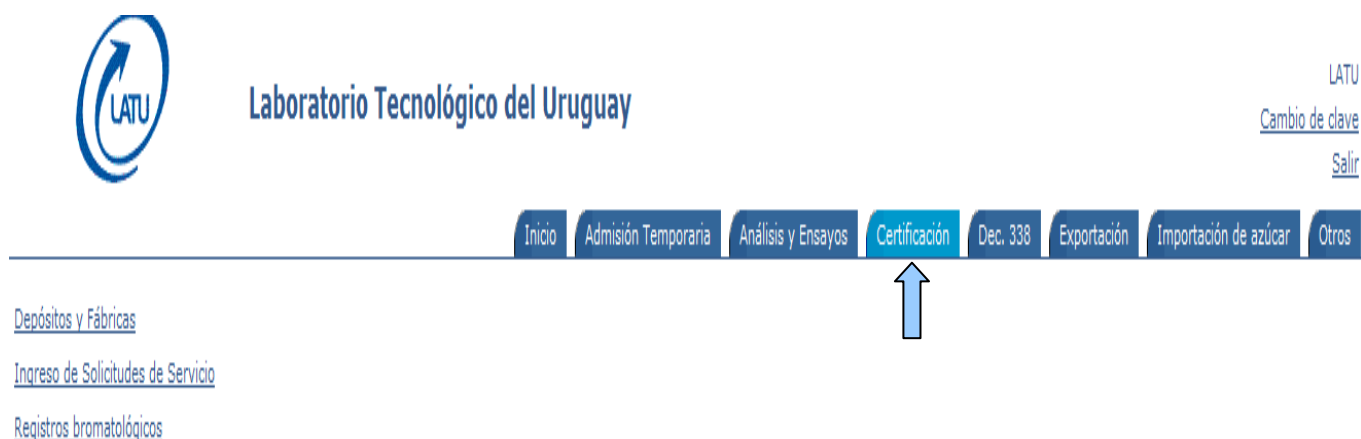 LATU
Laboratorio Tecnológico del Uruguay
LATU
Cambio de clave
Salir
Inicio Admisión Temporaria Análisis y Ensayos Certificación Dec. 338 Exportación Importación de azúcar Otros
Depósitos y Fábricas
Ingreso de Solicitudes de Servicio
Registros bromatológicos